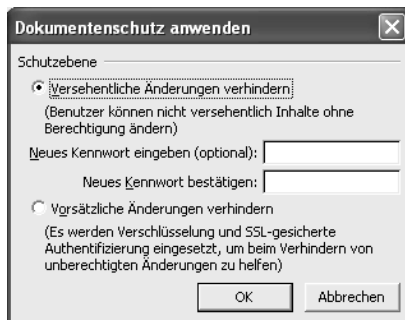 Dokumentenschutz anwenden
Schutzebene
Versehentliche Änderungen verhindern
(Benutzer können nicht versehentlich Inhalte ohne
Berechtigung ändern)
Neues Kennwort eingeben (optional):
Neues Kennwort bestätigen:
Vorsätzliche Änderungen verhindern
(Es werden Verschlüsselung und SSL-gesicherte
Authentifizierung eingesetzt, um beim Verhindern von
unberechtigten Änderungen zu helfen)
OK Abbrechen